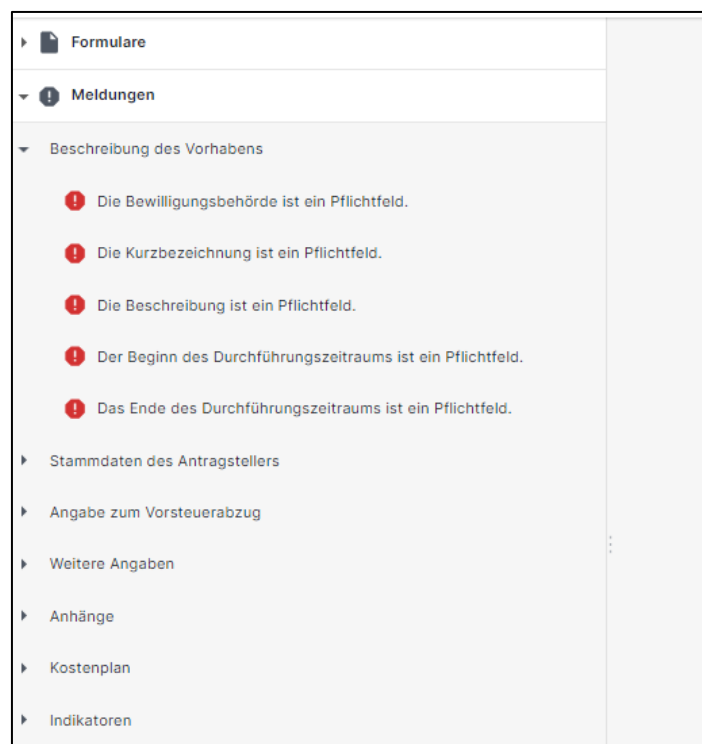 Formulare
Meldungen
Beschreibung des Vorhabens
Die Bewilligungsbehörde ist ein Pflichtfeld.
Die Kurzbezeichnung ist ein Pflichtfeld.
Die Beschreibung ist ein Pflichtfeld.
Der Beginn des Durchführungszeitraums ist ein Pflichtfeld.
Das Ende des Durchführungszeitraums ist ein Pflichtfeld.
Stammdaten des Antragstellers
Angabe zum Vorsteuerabzug
Weitere Angaben
Anhänge
Kostenplan
Indikatoren